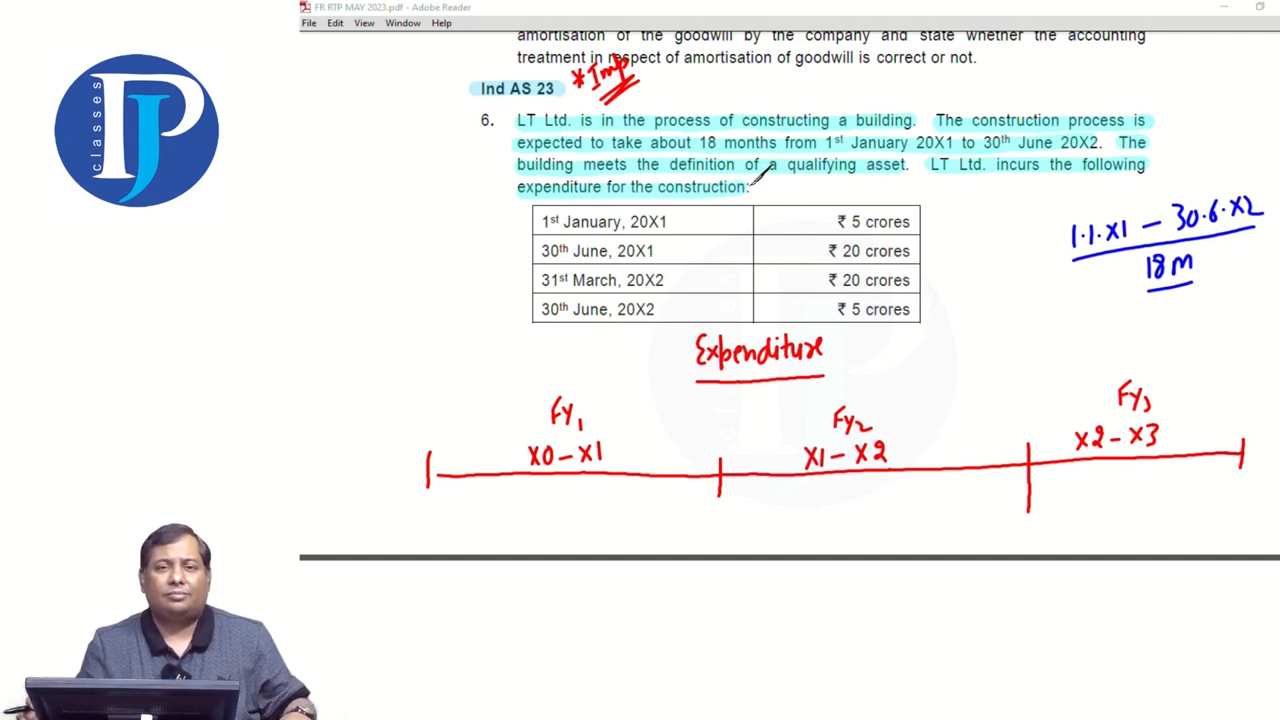 FR RTP MAY 2023.pdf - Adobe Reader
File Edit View Window Help
amortisation of the goodwill by the company and state whether the accounting
treatment in respect of amortisation of goodwill is correct or not.
*Imp
Ind AS 23
6. LT Ltd. is in the process of constructing a building. The construction process is
expected to take about 18 months from 1st January 20X1 to 30th June 20X2. The
building meets the definition of a qualifying asset. LT Ltd. incurs the following
expenditure for the construction:
1st January, 20X1 ₹ 5 crores
30th June, 20X1 ₹ 20 crores
31st March, 20X2 ₹ 20 crores
30th June, 20X2 ₹ 5 crores
1.1.X1 – 30.6.X2
18M
Expenditure
FY1 FY2 FY3
X0 – X1 X1 – X2 X2 – X3
PJ
classes